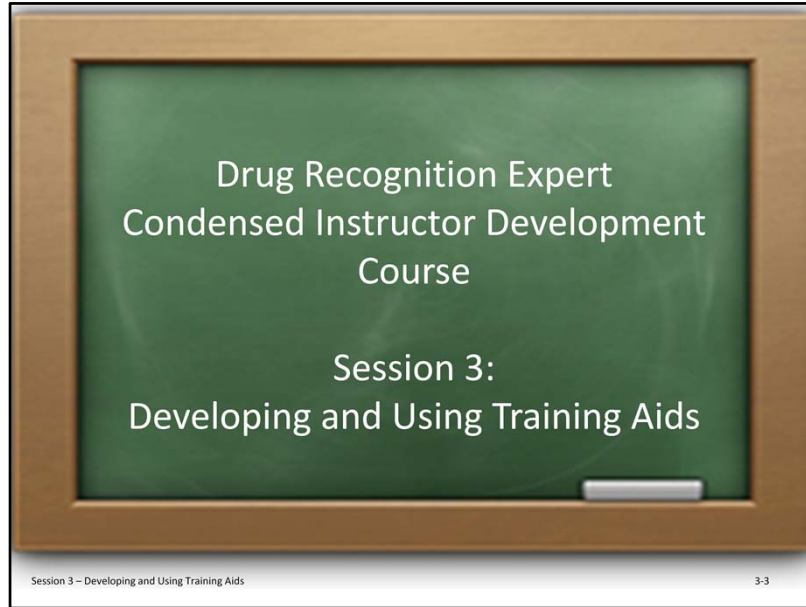 Drug Recognition Expert
Condensed Instructor Development
Course
Session 3:
Developing and Using Training Aids
Session 3 – Developing and Using Training Aids
3-3